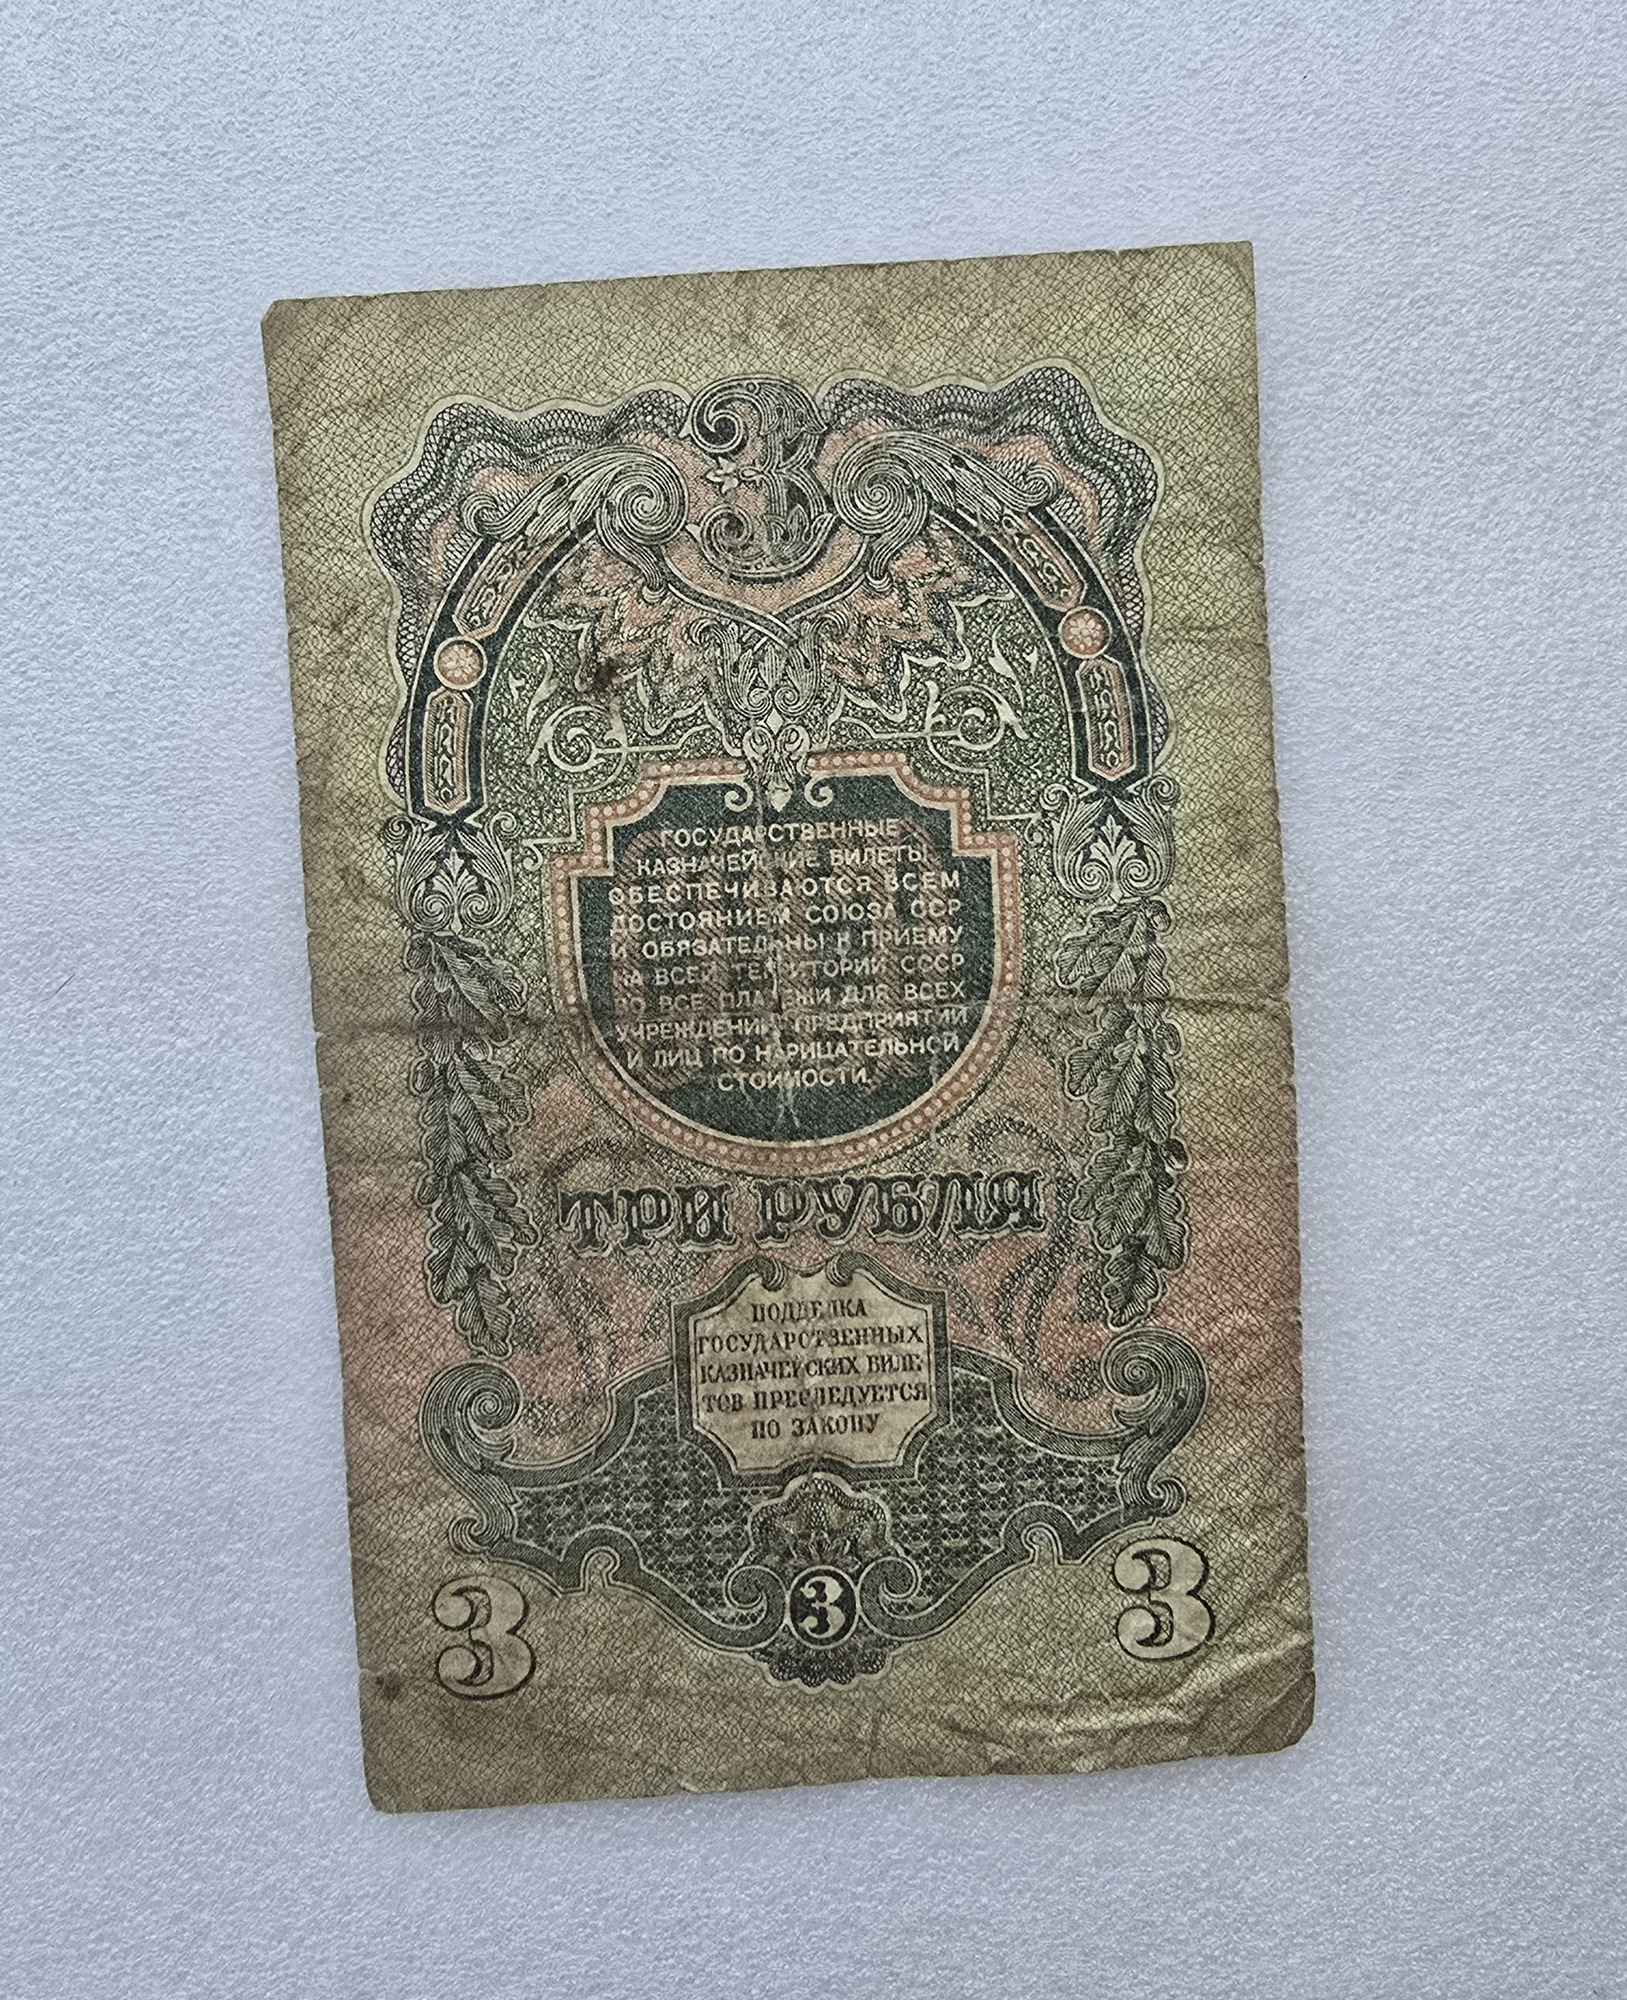 3
ГОСУДАРСТВЕННЫЕ
КАЗНАЧЕЙСКИЕ БИЛЕТЫ
ОБЕСПЕЧИВАЮТСЯ ВСЕМ
ДОСТОЯНИЕМ СОЮЗА ССР
И ОБЯЗАТЕЛЬНЫ К ПРИЕМУ
НА ВСЕЙ ТЕРРИТОРИИ СССР
ВО ВСЕ ПЛАТЕЖИ ДЛЯ ВСЕХ
УЧРЕЖДЕНИЙ, ПРЕДПРИЯТИЙ
И ЛИЦ ПО НАРИЦАТЕЛЬНОЙ
СТОИМОСТИ.
ТРИ РУБЛЯ
ПОДДЕЛКА
ГОСУДАРСТВЕННЫХ
КАЗНАЧЕЙСКИХ БИЛЕ-
ТОВ ПРЕСЛЕДУЕТСЯ
ПО ЗАКОНУ
3 3 3